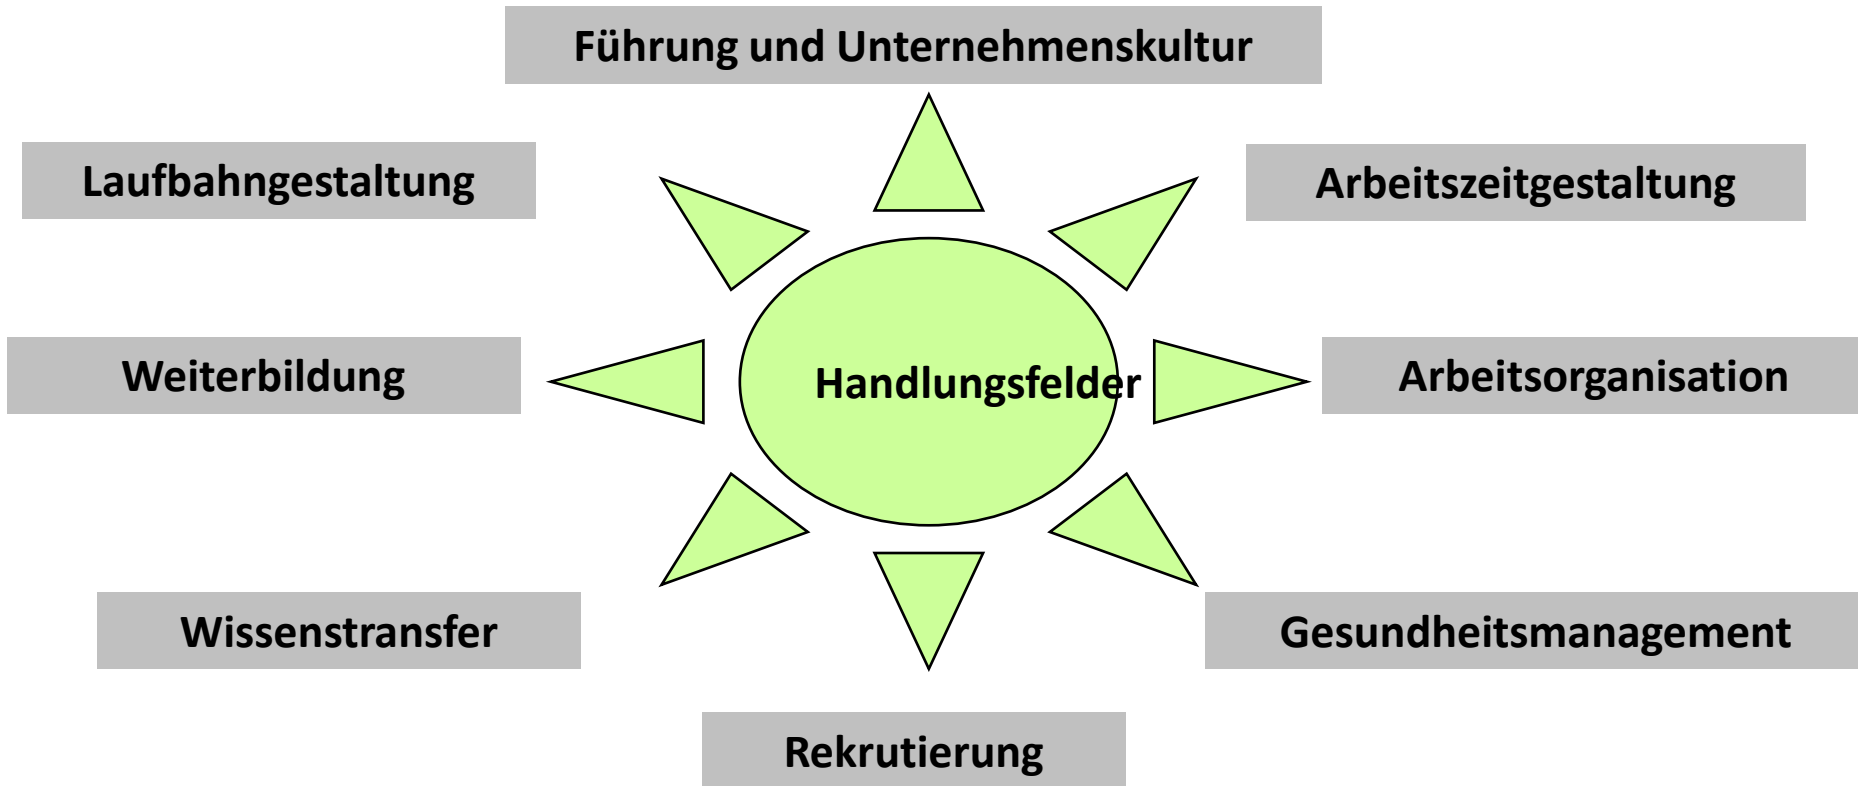 Führung und Unternehmenskultur
Laufbahngestaltung
Arbeitszeitgestaltung
Weiterbildung
Handlungsfelder
Arbeitsorganisation
Wissenstransfer
Gesundheitsmanagement
Rekrutierung